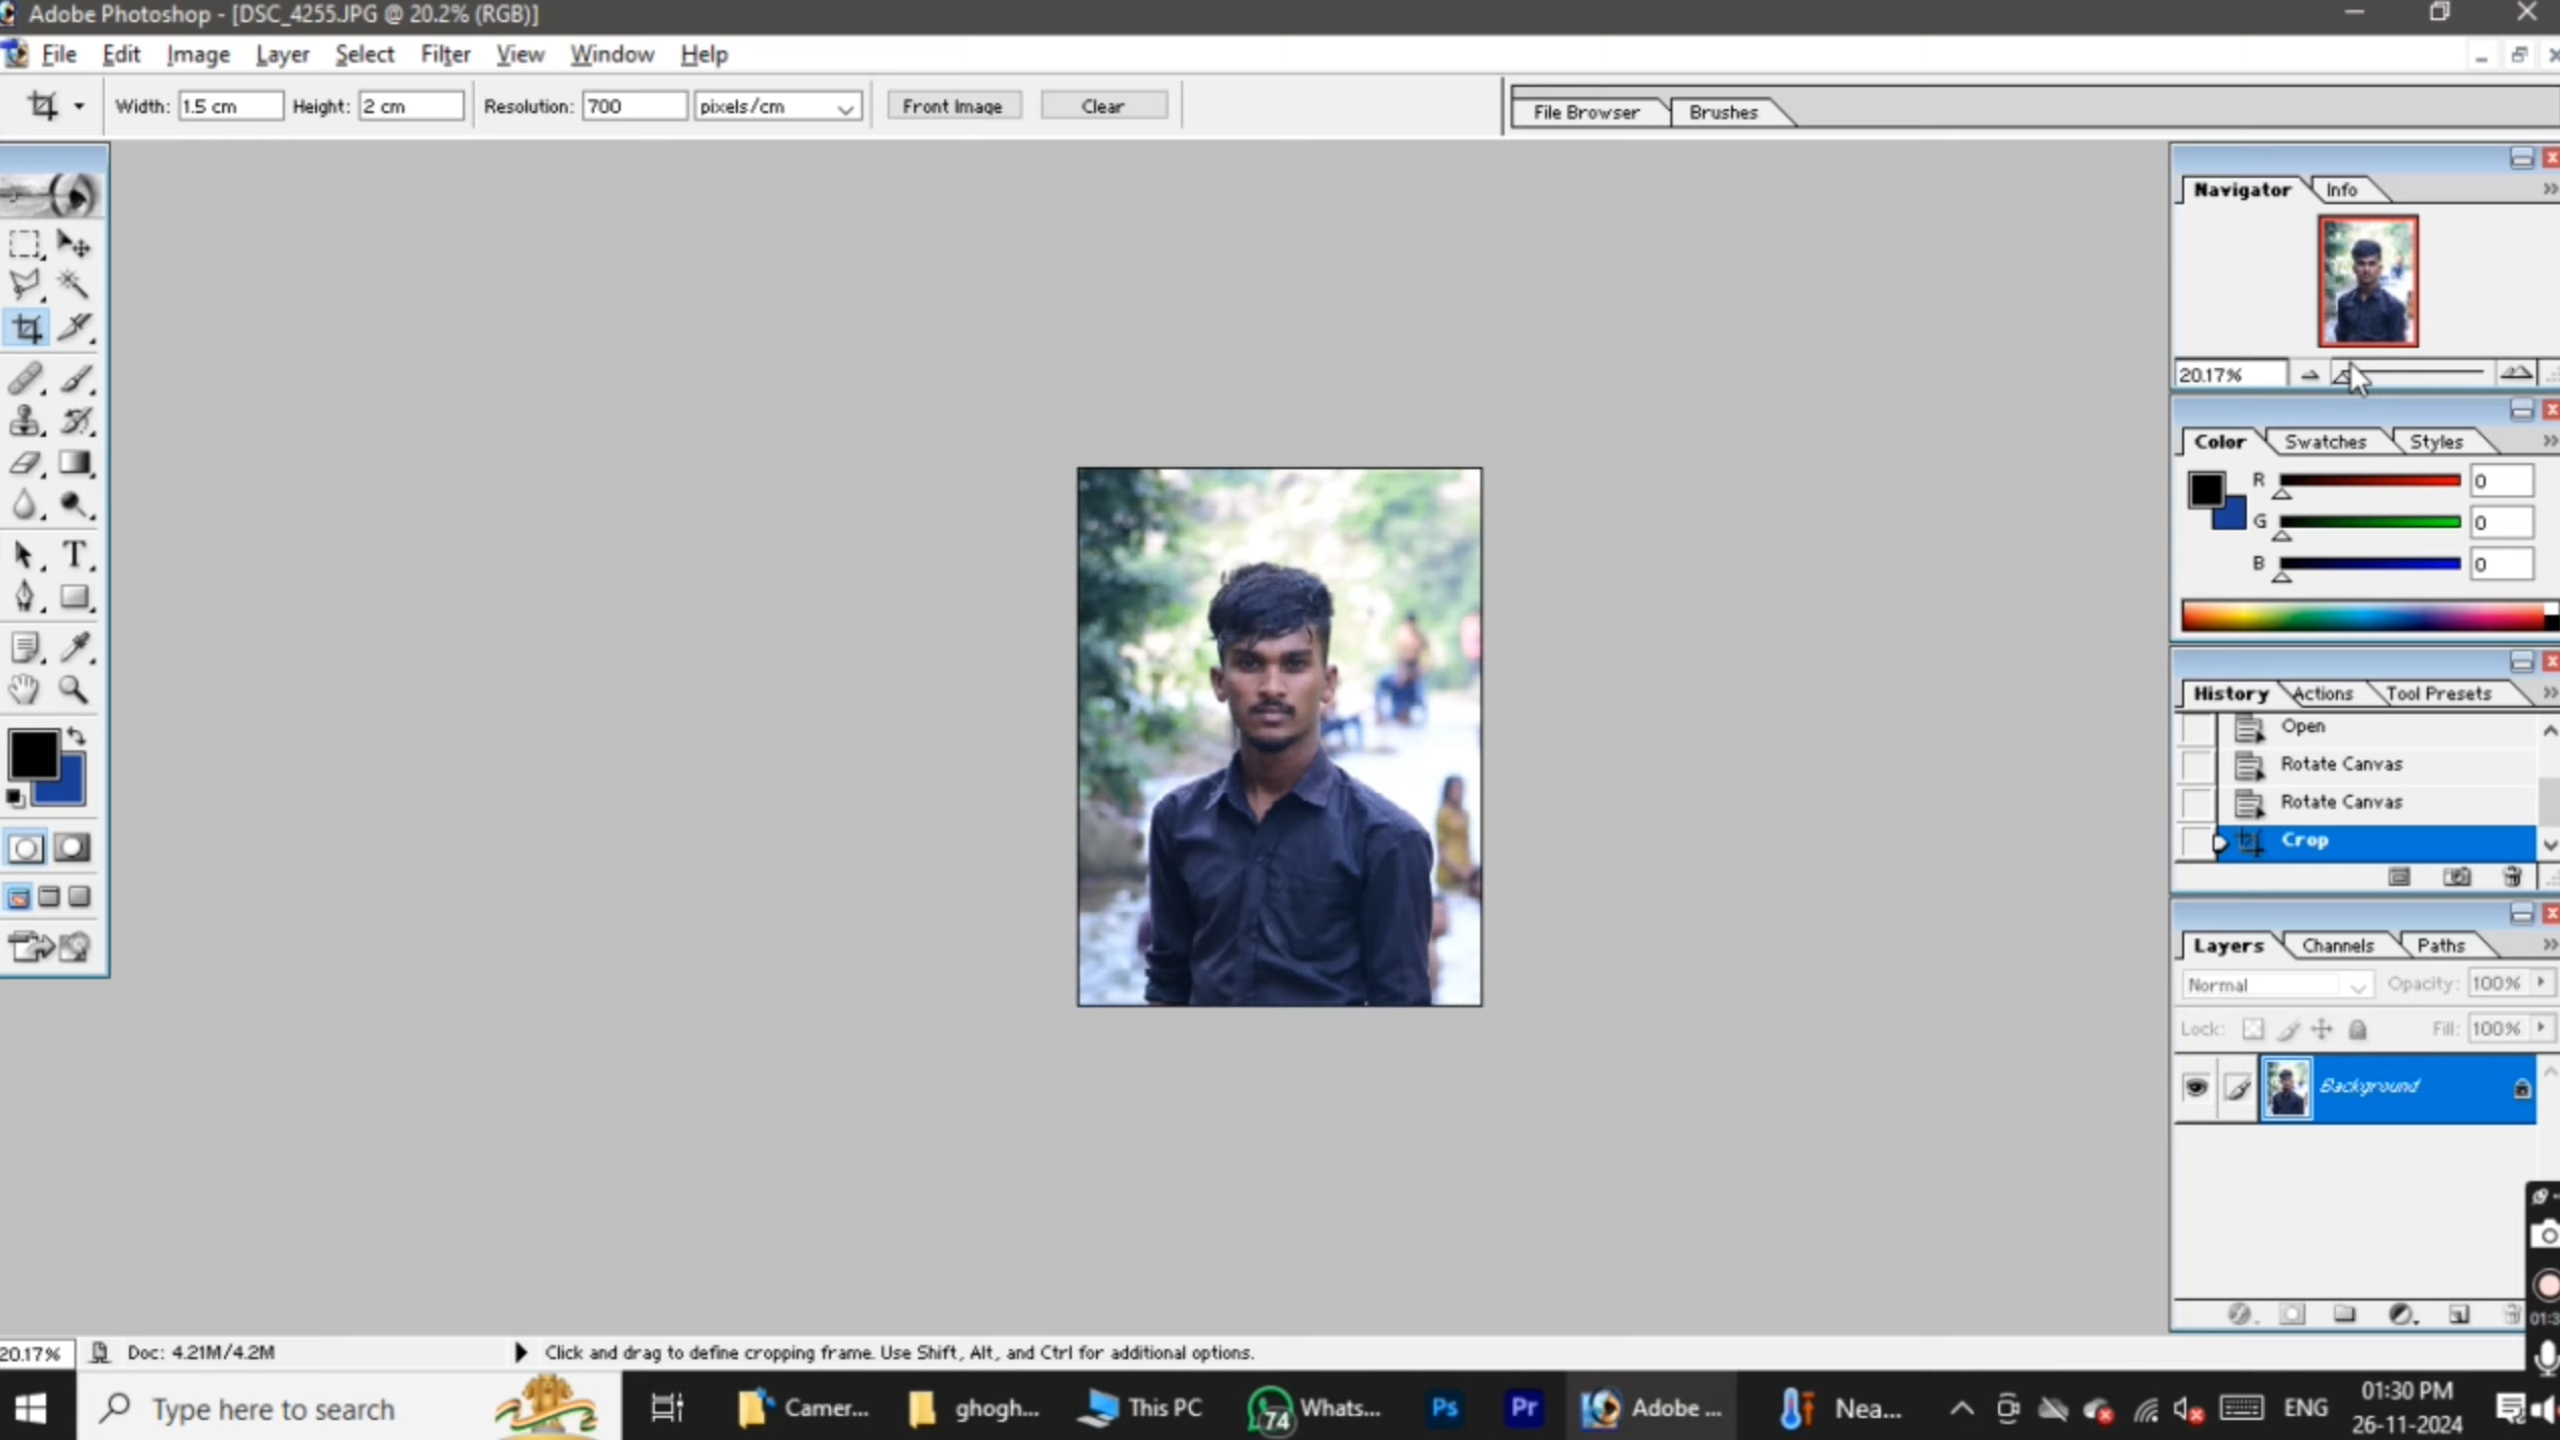 Adobe Photoshop - [DSC_4255.JPG @ 20.2% (RGB)]
File Edit Image Layer Select Filter View Window Help
Width: 1.5 cm Height: 2 cm Resolution: 700 pixels/cm Front Image Clear File Browser Brushes
Navigator Info
20.17%
Color Swatches Styles
R 0
G 0
B 0
History Actions Tool Presets
Open
Rotate Canvas
Rotate Canvas
Crop
Layers Channels Paths
Normal Opacity: 100%
Lock: Fill: 100%
Background
T
20.17% Doc: 4.21M/4.2M Click and drag to define cropping frame. Use Shift, Alt, and Ctrl for additional options.
Type here to search Camer... ghogh... This PC 74 Whats... Ps Pr Adobe ... Nea... ENG 01:30 PM
26-11-2024